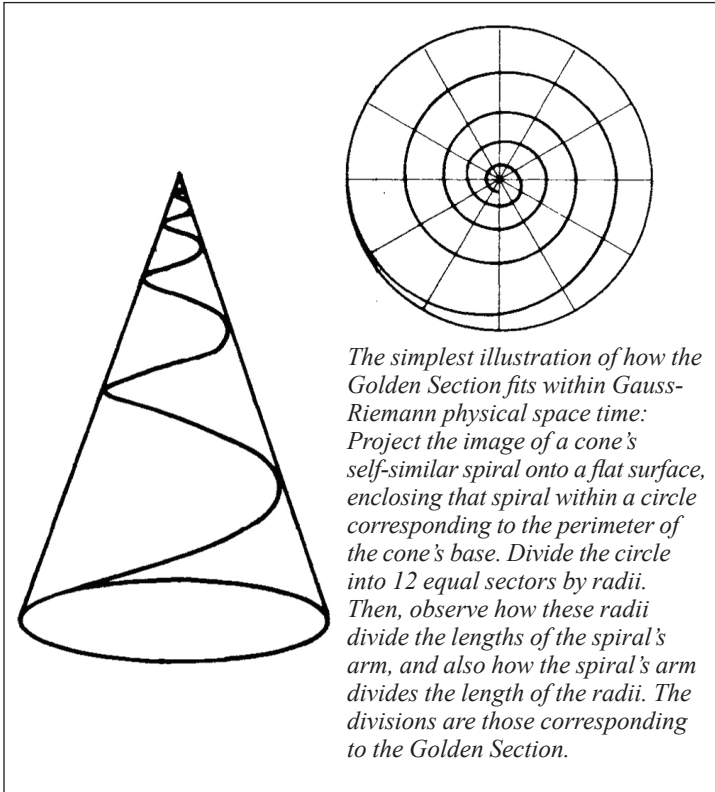 The simplest illustration of how the
Golden Section fits within Gauss-
Riemann physical space time:
Project the image of a cone's
self-similar spiral onto a flat surface,
enclosing that spiral within a circle
corresponding to the perimeter of
the cone's base. Divide the circle
into 12 equal sectors by radii.
Then, observe how these radii
divide the lengths of the spiral's
arm, and also how the spiral's arm
divides the length of the radii. The
divisions are those corresponding
to the Golden Section.